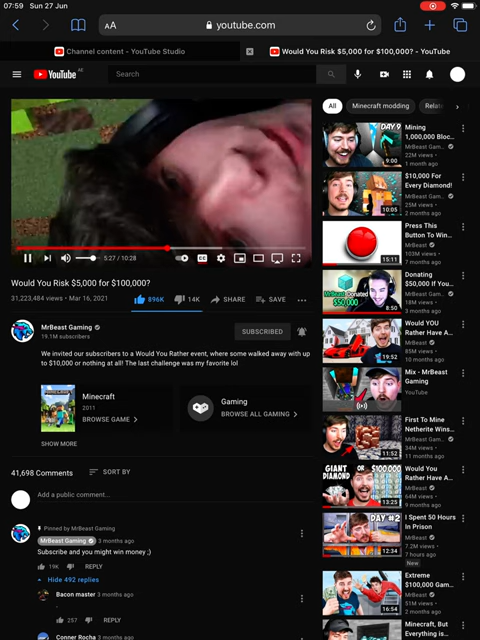 07:59 Sun 27 Jun
AA
youtube.com
Channel content - YouTube Studio
Would You Risk $5,000 for $100,000? - YouTube
YouTube AE
Search
5:27 / 10:28
Would You Risk $5,000 for $100,000?
31,223,484 views • Mar 16, 2021
896K
14K
SHARE
SAVE
MrBeast Gaming
19.1M subscribers
SUBSCRIBED
We invited our subscribers to a Would You Rather event, where some walked away with up
to $10,000 or nothing at all! The last challenge was my favorite lol
Minecraft
2011
BROWSE GAME
Gaming
BROWSE ALL GAMING
SHOW MORE
41,698 Comments
SORT BY
Add a public comment...
Pinned by MrBeast Gaming
MrBeast Gaming 3 months ago
Subscribe and you might win money ;)
19K
REPLY
Hide 492 replies
Bacon master 3 months ago
.
257
REPLY
Conner Rocha 3 months ago
All
Minecraft modding
Relate
DAY 9
9:00
Mining
1,000,000 Bloc...
MrBeast Gam...
22M views •
1 month ago
10:05
$10,000 For
Every Diamond!
MrBeast Gam...
25M views •
2 months ago
15:11
Press This
Button To Win...
MrBeast
103M views •
7 months ago
MrBeast Donated
$50,000
8:50
Donating
$50,000 If You...
MrBeast Gam...
18M views •
3 months ago
19:52
Would YOU
Rather Have A...
MrBeast
85M views •
10 months ago
Mix - MrBeast
Gaming
YouTube
11:52
First To Mine
Netherite Wins...
MrBeast Gam...
34M views •
11 months ago
GIANT
DIAMOND OR $100,000
13:25
Would You
Rather Have A...
MrBeast
64M views •
9 months ago
DAY #2
12:34
I Spent 50 Hours
In Prison
MrBeast
7.2M views •
7 hours ago
New
16:54
Extreme
$100,000 Gam...
MrBeast
51M views •
2 months ago
Minecraft, But
Everything is...